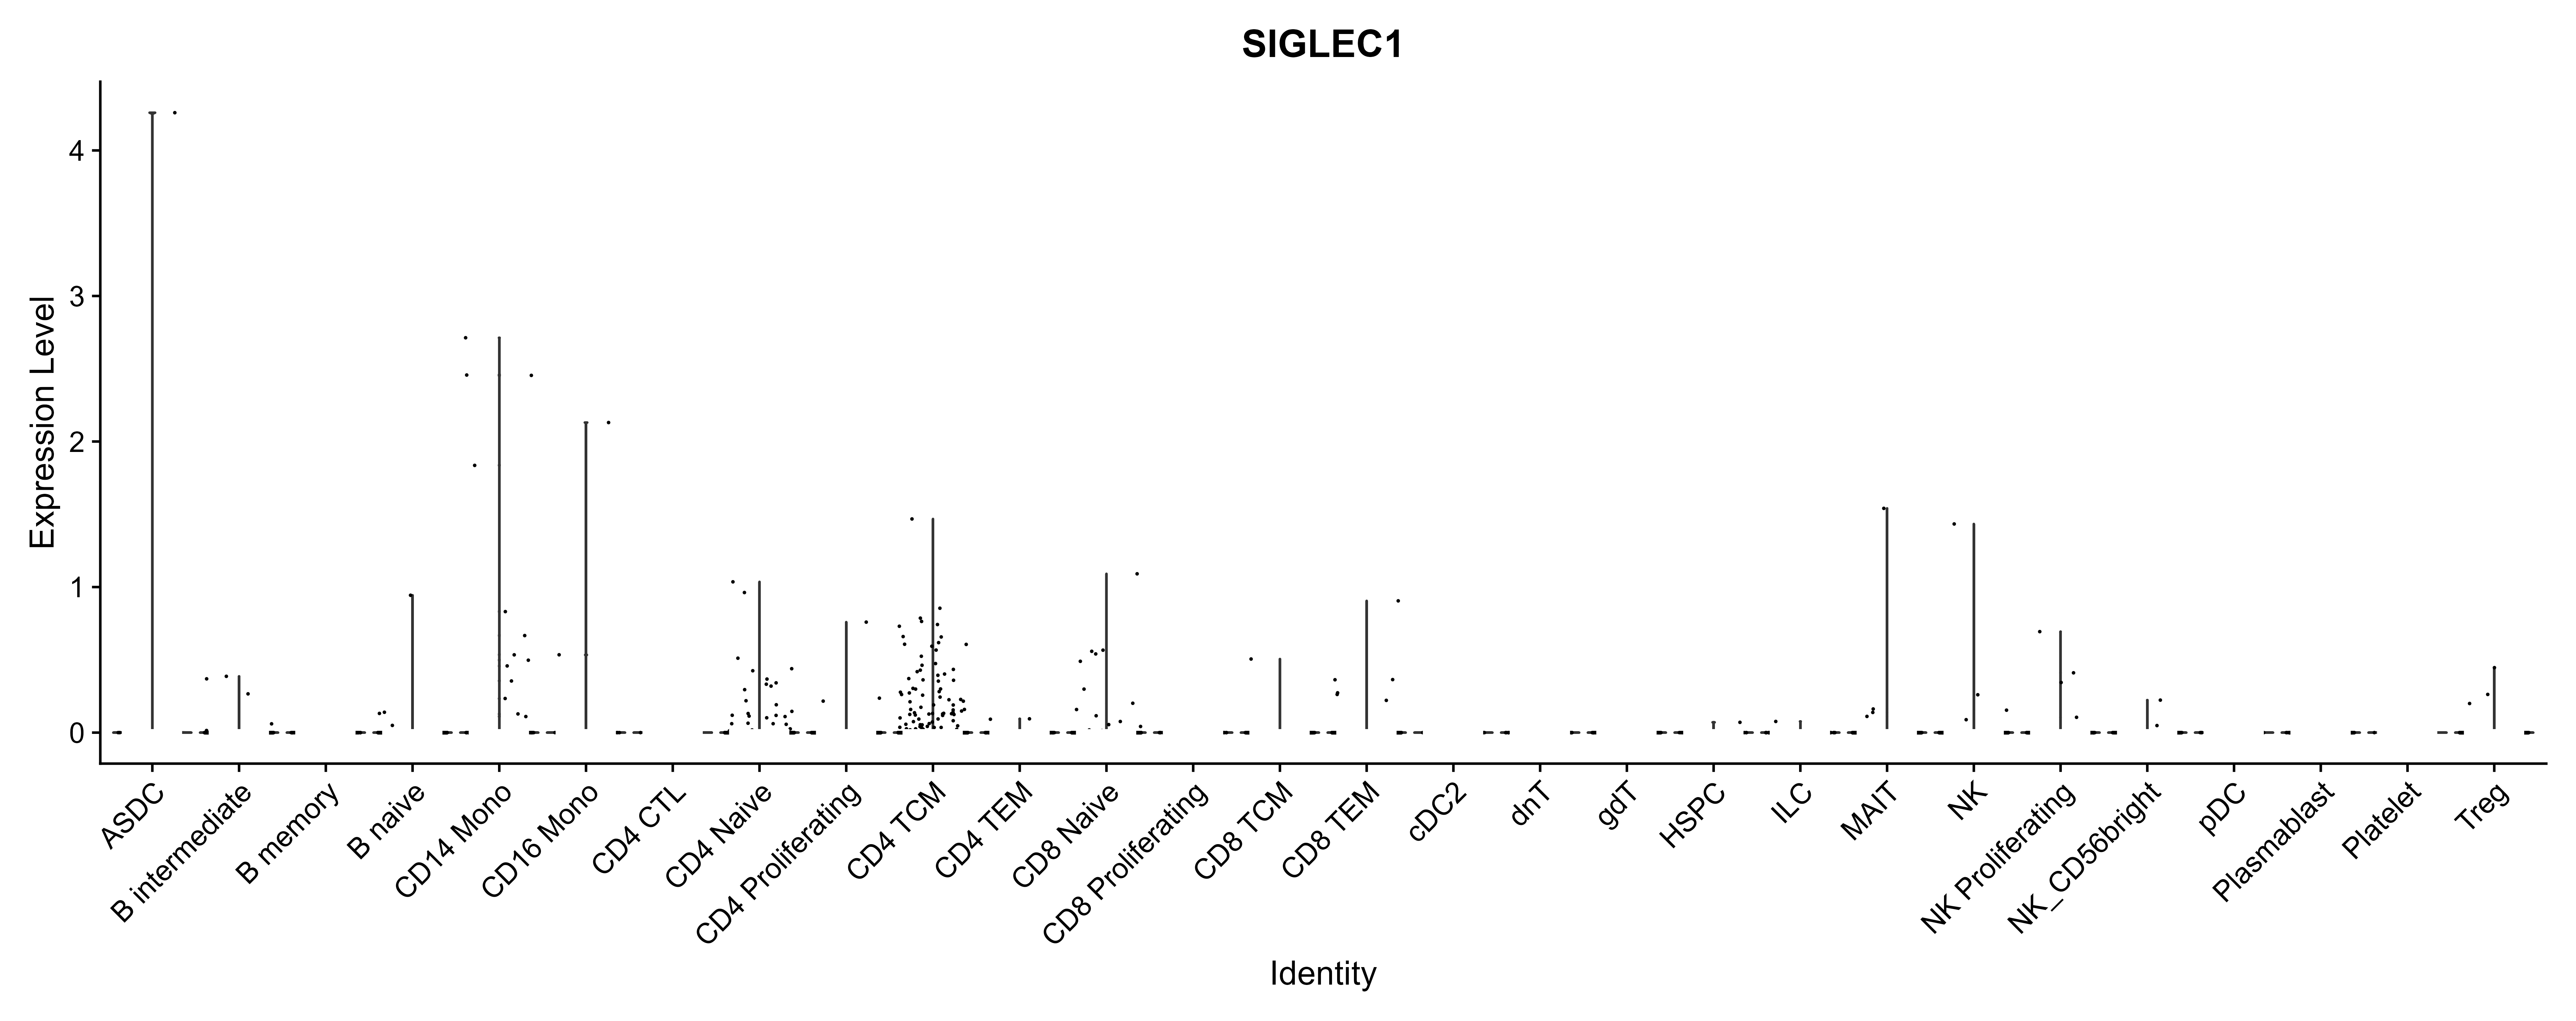 SIGLEC1
Expression Level
4
3
2
1
0
ASDC
B intermediate
B memory
B naive
CD14 Mono
CD16 Mono
CD4 CTL
CD4 Naive
CD4 Proliferating
CD4 TCM
CD4 TEM
CD8 Naive
CD8 Proliferating
CD8 TCM
CD8 TEM
cDC2
dnT
gdT
HSPC
ILC
MAIT
NK
NK Proliferating
NK_CD56bright
pDC
Plasmablast
Platelet
Treg
Identity